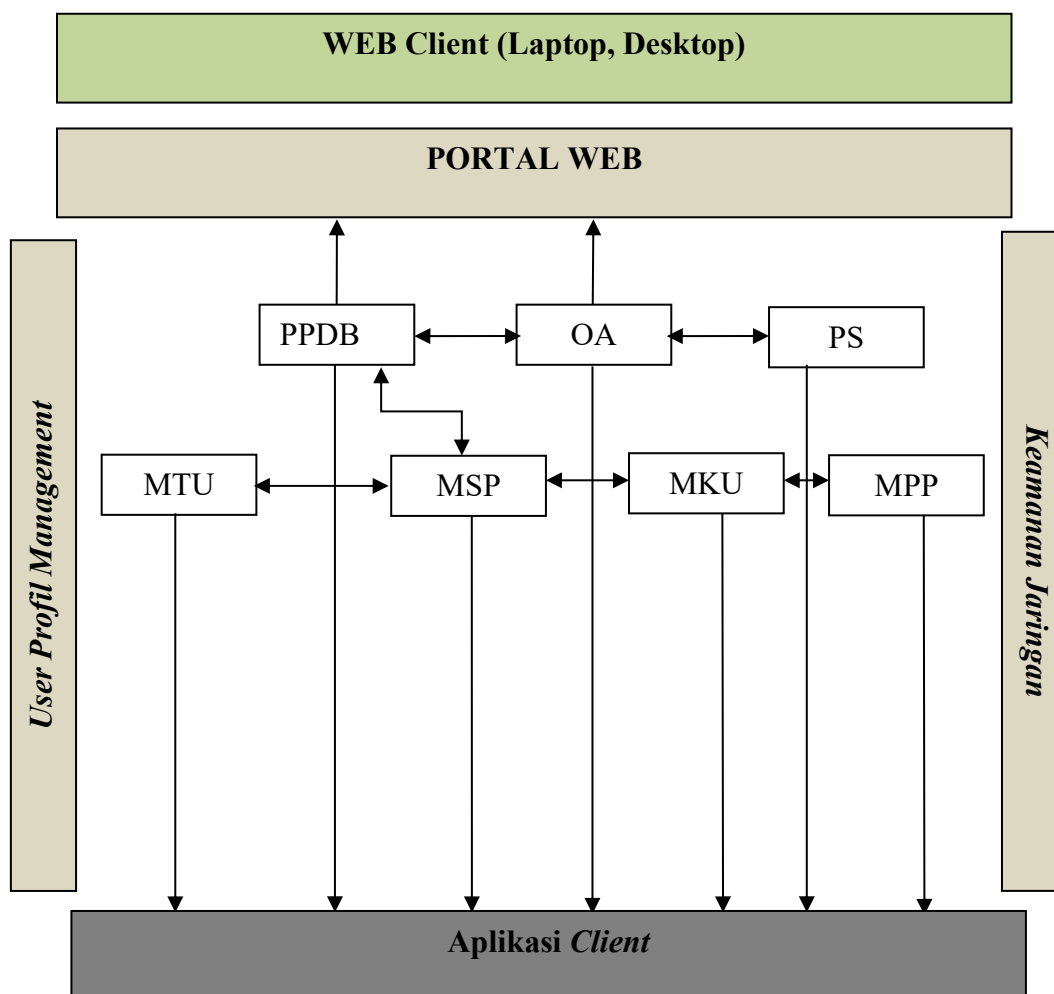 WEB Client (Laptop, Desktop)
PORTAL WEB
User Profil Management
PPDB
OA
PS
MTU
MSP
MKU
MPP
Keamanan Jaringan
Aplikasi Client